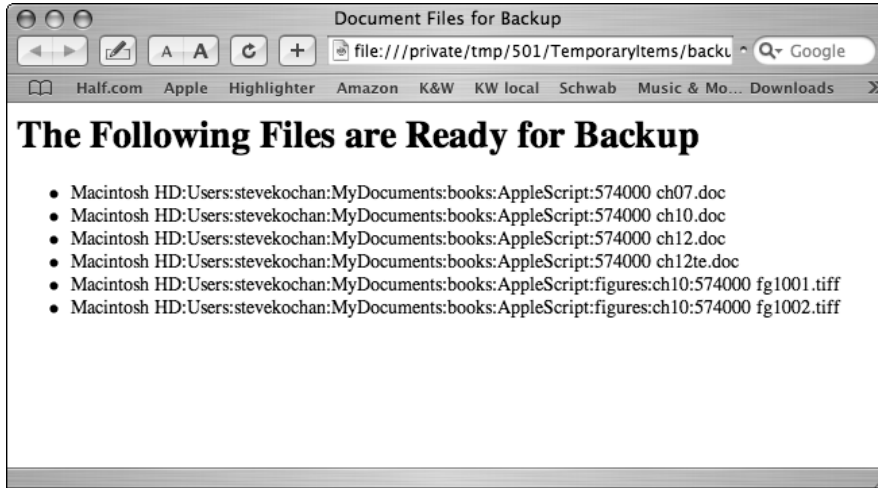 Document Files for Backup
A A file:///private/tmp/501/TemporaryItems/backu Google
Half.com Apple Highlighter Amazon K&W KW local Schwab Music & Mo... Downloads
The Following Files are Ready for Backup
• Macintosh HD:Users:stevekochan:MyDocuments:books:AppleScript:574000 ch07.doc
• Macintosh HD:Users:stevekochan:MyDocuments:books:AppleScript:574000 ch10.doc
• Macintosh HD:Users:stevekochan:MyDocuments:books:AppleScript:574000 ch12.doc
• Macintosh HD:Users:stevekochan:MyDocuments:books:AppleScript:574000 ch12te.doc
• Macintosh HD:Users:stevekochan:MyDocuments:books:AppleScript:figures:ch10:574000 fg1001.tiff
• Macintosh HD:Users:stevekochan:MyDocuments:books:AppleScript:figures:ch10:574000 fg1002.tiff